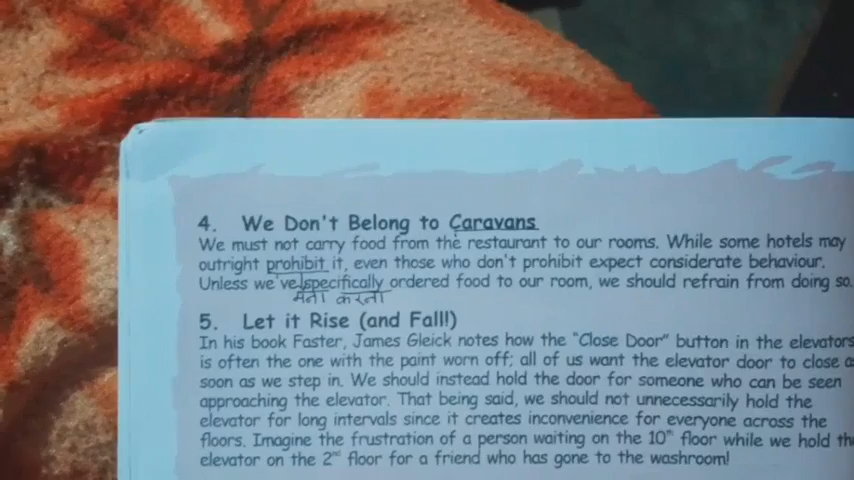 4. We Don't Belong to Caravans
We must not carry food from the restaurant to our rooms. While some hotels may
outright prohibit it, even those who don't prohibit expect considerate behaviour.
Unless we've specifically ordered food to our room, we should refrain from doing so.
मना करना
5. Let it Rise (and Fall!)
In his book Faster, James Gleick notes how the "Close Door" button in the elevators
is often the one with the paint worn off; all of us want the elevator door to close
soon as we step in. We should instead hold the door for someone who can be seen
approaching the elevator. That being said, we should not unnecessarily hold the
elevator for long intervals since it creates inconvenience for everyone across the
floors. Imagine the frustration of a person waiting on the 10th floor while we hold
elevator on the 2nd floor for a friend who has gone to the washroom!